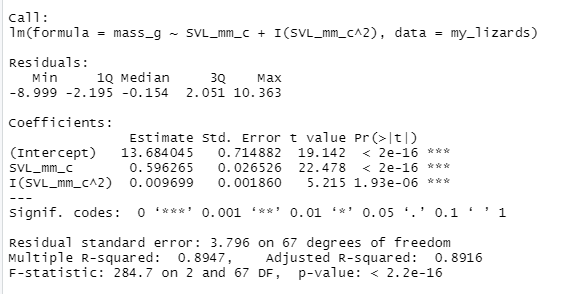 Call:
lm(formula = mass_g ~ SVL_mm_c + I(SVL_mm_c^2), data = my_lizards)
Residuals:
Min 1Q Median 3Q Max
-8.999 -2.195 -0.154 2.051 10.363
Coefficients:
Estimate Std. Error t value Pr(>|t|)
(Intercept) 13.684045 0.714882 19.142 < 2e-16 ***
SVL_mm_c 0.596265 0.026526 22.478 < 2e-16 ***
I(SVL_mm_c^2) 0.009699 0.001860 5.215 1.93e-06 ***
---
Signif. codes: 0 ‘***’ 0.001 ‘**’ 0.01 ‘*’ 0.05 ‘.’ 0.1 ‘ ’ 1
Residual standard error: 3.796 on 67 degrees of freedom
Multiple R-squared: 0.8947, Adjusted R-squared: 0.8916
F-statistic: 284.7 on 2 and 67 DF, p-value: < 2.2e-16